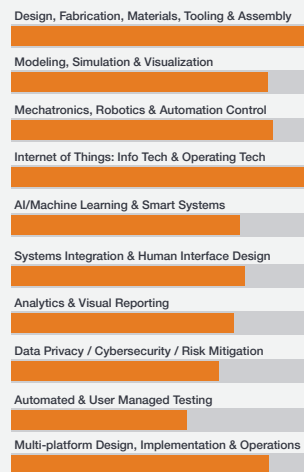 Design, Fabrication, Materials, Tooling & Assembly
Modeling, Simulation & Visualization
Mechatronics, Robotics & Automation Control
Internet of Things: Info Tech & Operating Tech
AI/Machine Learning & Smart Systems
Systems Integration & Human Interface Design
Analytics & Visual Reporting
Data Privacy / Cybersecurity / Risk Mitigation
Automated & User Managed Testing
Multi-platform Design, Implementation & Operations